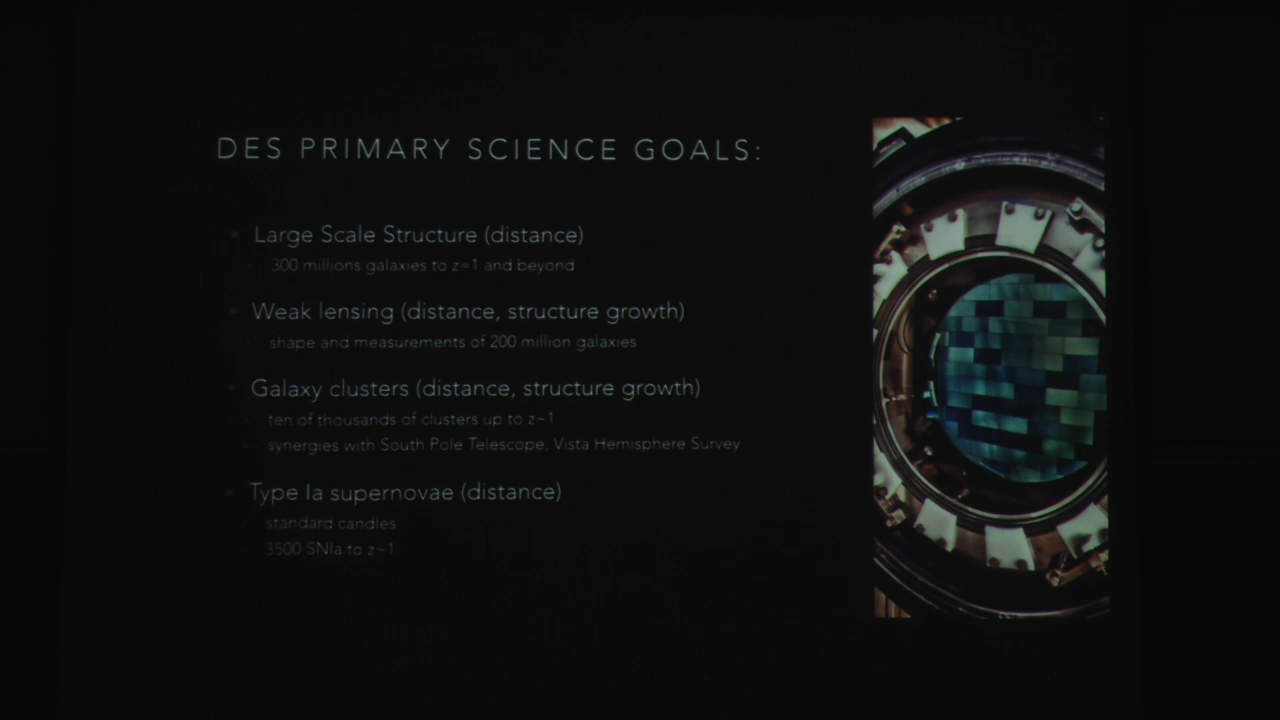 DES PRIMARY SCIENCE GOALS:
Large Scale Structure (distance)
300 millions galaxies to z=1 and beyond
Weak lensing (distance, structure growth)
shape and measurements of 200 million galaxies
Galaxy clusters (distance, structure growth)
ten of thousands of clusters up to z~1
synergies with South Pole Telescope, Vista Hemisphere Survey
Type Ia supernovae (distance)
standard candles
3500 SNIa to z~1